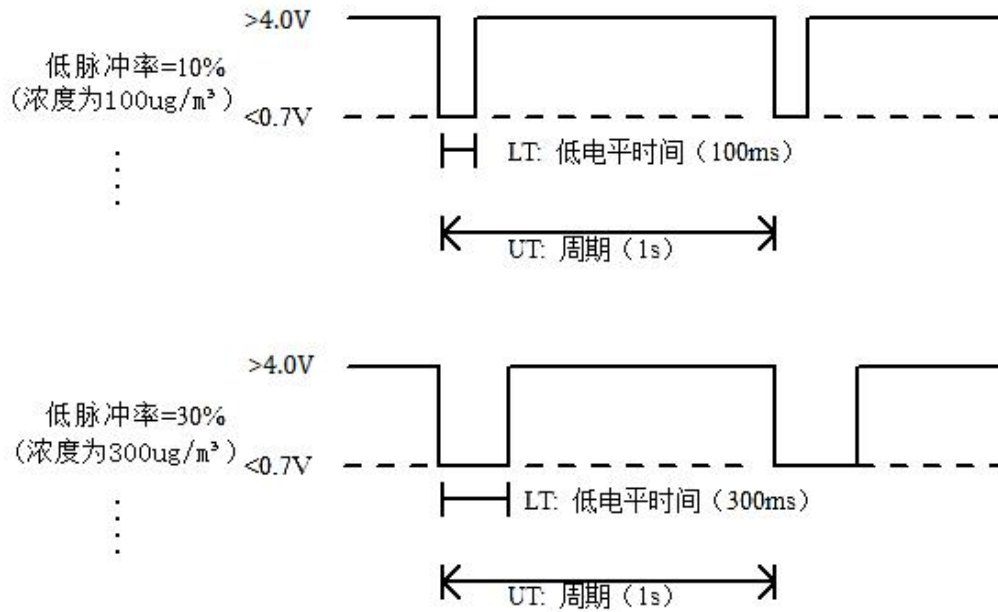 >4.0V
低脉冲率=10%
(浓度为100ug/m³)
<0.7V
LT: 低电平时间（100ms）
UT: 周期（1s）
>4.0V
低脉冲率=30%
(浓度为300ug/m³)
<0.7V
LT: 低电平时间（300ms）
UT: 周期（1s）